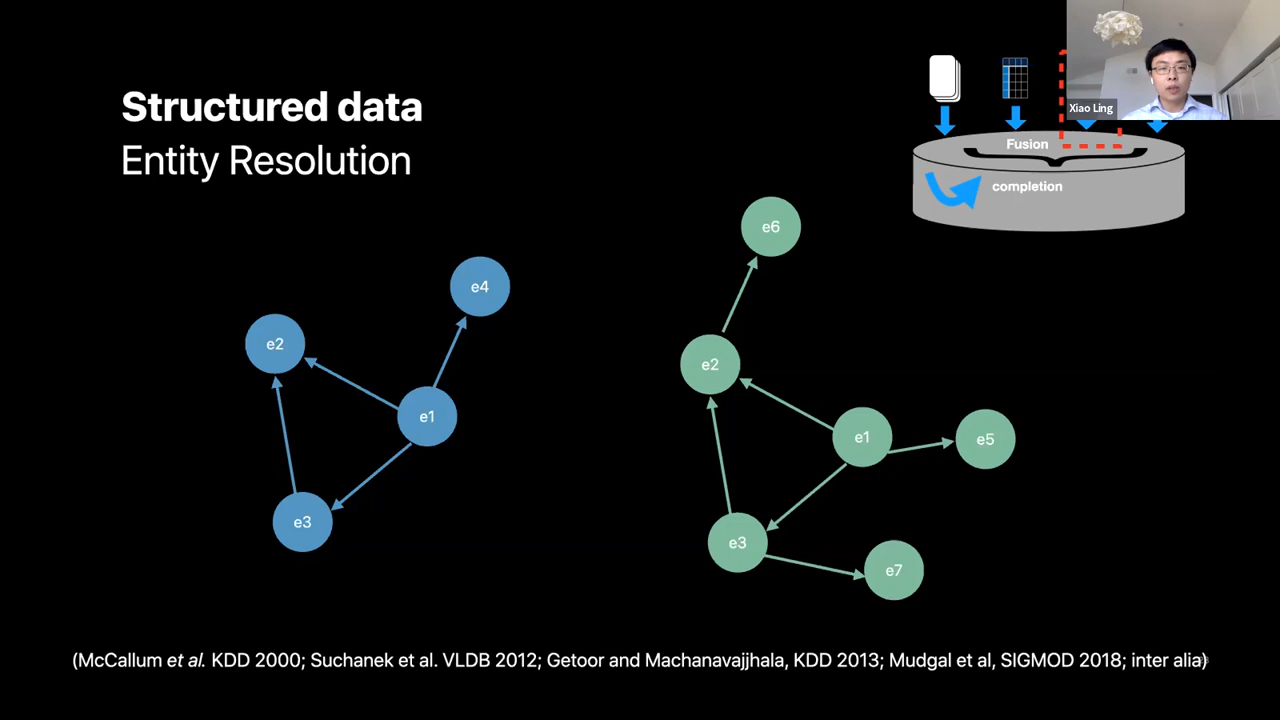 Structured data
Entity Resolution
Xiao Ling
Fusion
completion
e4
e2
e1
e3
e6
e2
e1
e5
e3
e7
(McCallum et al. KDD 2000; Suchanek et al. VLDB 2012; Getoor and Machanavajjhala, KDD 2013; Mudgal et al, SIGMOD 2018; inter alia)